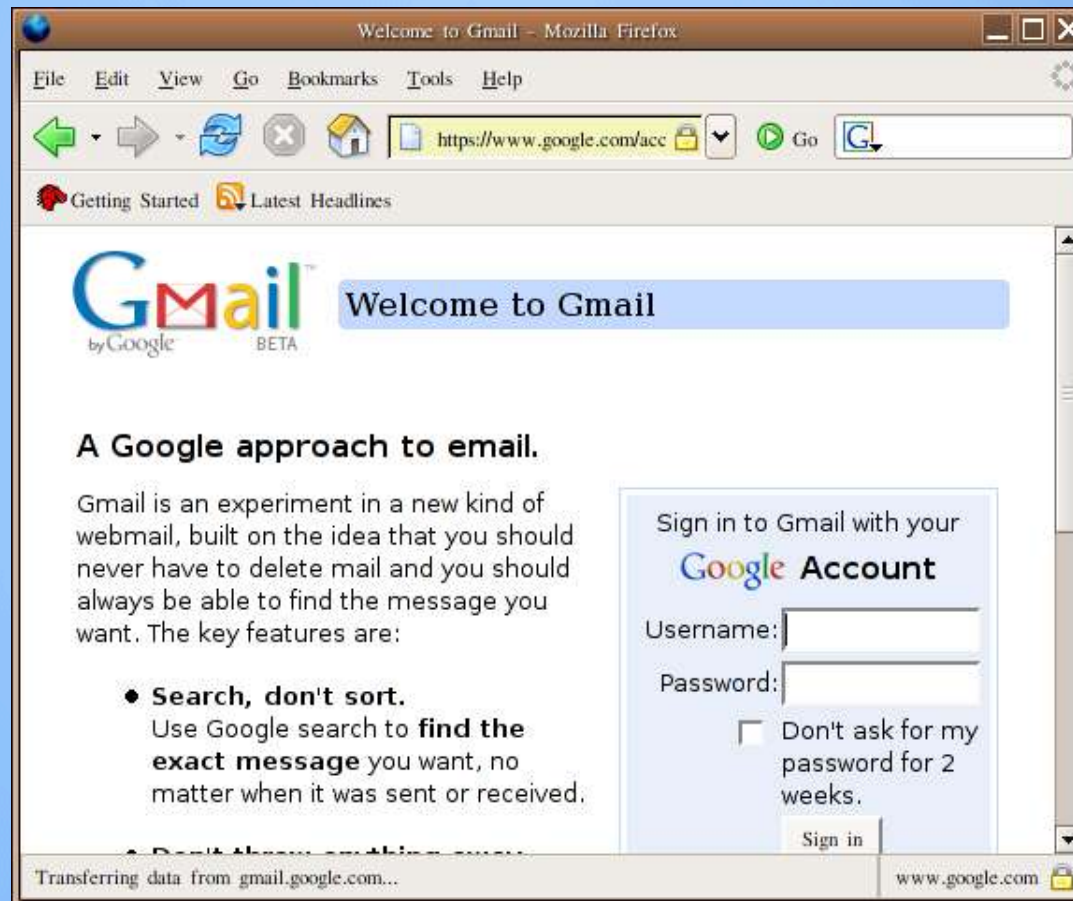 Welcome to Gmail - Mozilla Firefox
File Edit View Go Bookmarks Tools Help
https://www.google.com/acc Go G
Getting Started Latest Headlines
Gmail™
by Google BETA
Welcome to Gmail
A Google approach to email.
Gmail is an experiment in a new kind of
webmail, built on the idea that you should
never have to delete mail and you should
always be able to find the message you
want. The key features are:
Search, don't sort.
Use Google search to find the
exact message you want, no
matter when it was sent or received.
Don't throw anything away.
Sign in to Gmail with your
Google Account
Username:
Password:
Don't ask for my
password for 2
weeks.
Sign in
Transferring data from gmail.google.com... www.google.com